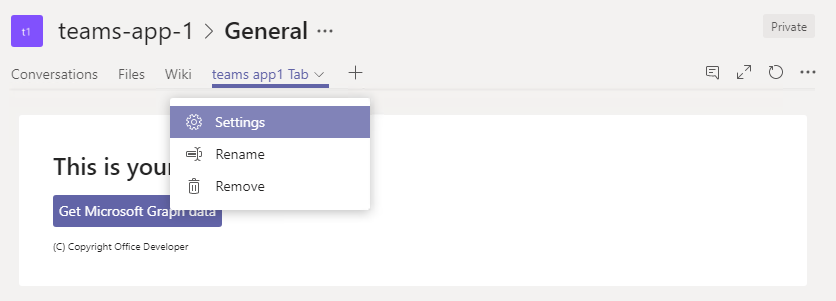 t1 teams-app-1 > General ...
Private
Conversations Files Wiki teams app1 Tab
Settings
This is your
Rename
Remove
Get Microsoft Graph data
(C) Copyright Office Developer